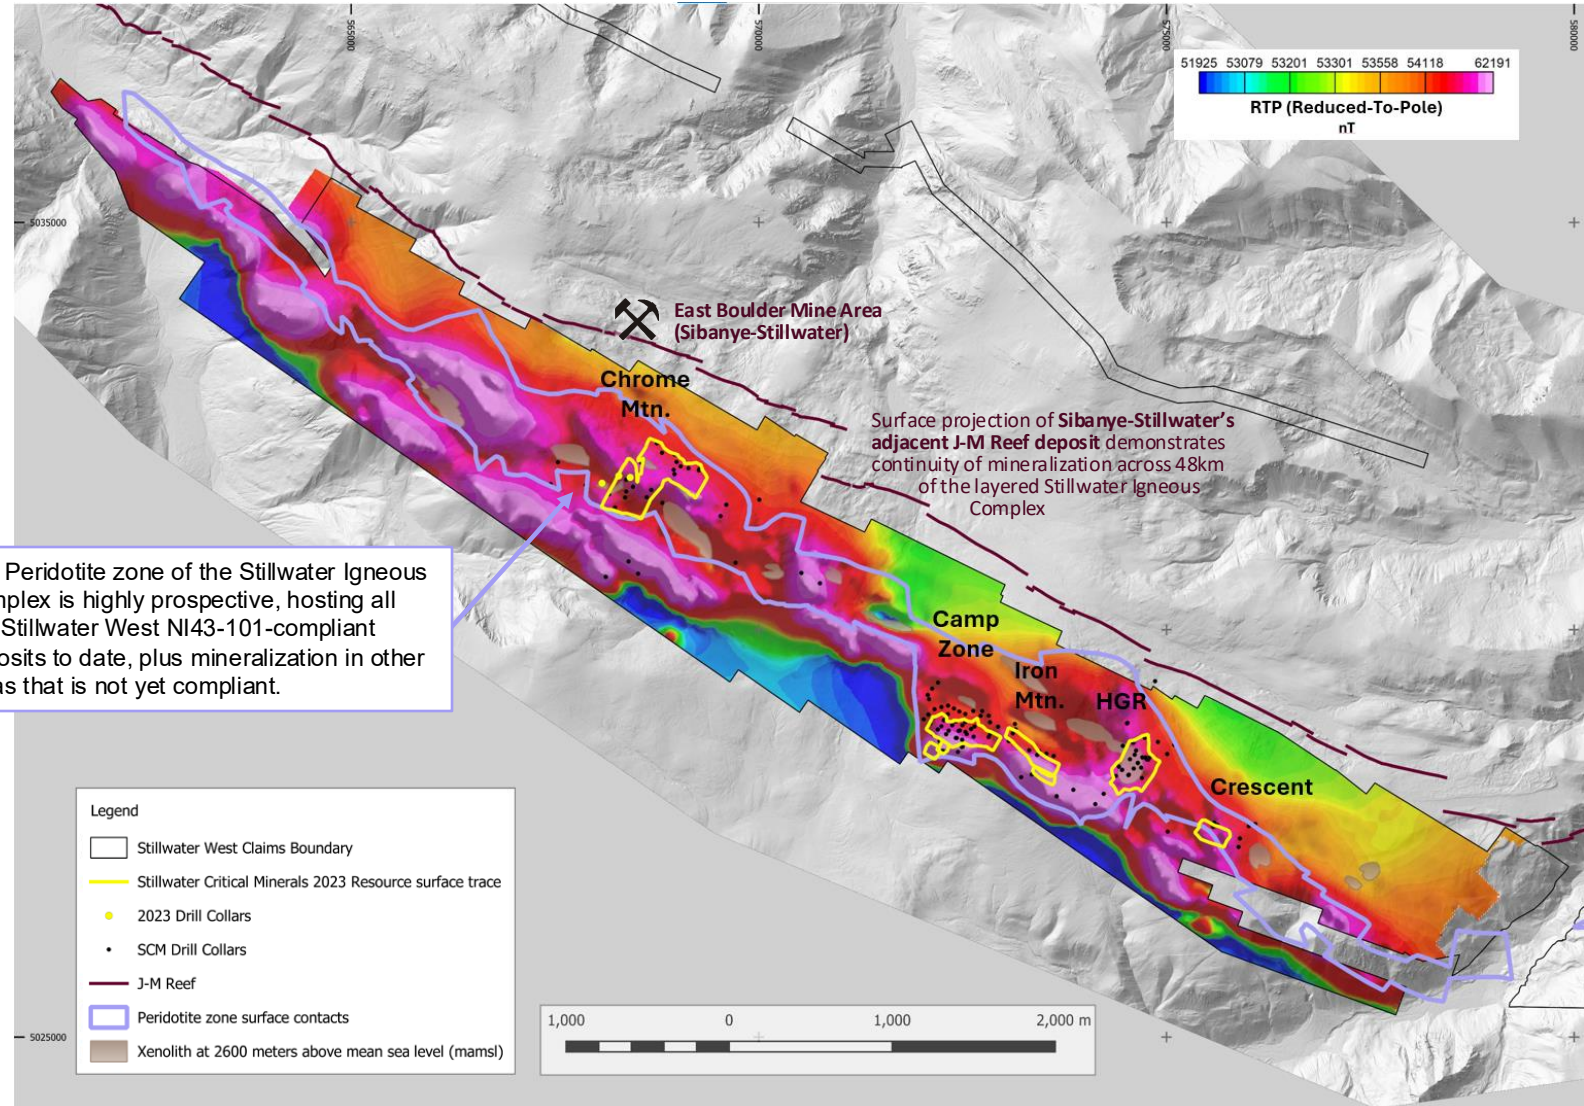 565000
570000
575000
580000
51925 53079 53201 53301 53558 54118 62191
RTP (Reduced-To-Pole)
nT
5035000
East Boulder Mine Area
(Sibanye-Stillwater)
Chrome
Mtn.
Surface projection of Sibanye-Stillwater's
adjacent J-M Reef deposit demonstrates
continuity of mineralization across 48km
of the layered Stillwater Igneous
Complex
Peridotite zone of the Stillwater Igneous
mplex is highly prospective, hosting all
Stillwater West NI43-101-compliant
osits to date, plus mineralization in other
as that is not yet compliant.
Camp
Zone
Iron
Mtn.
HGR
Crescent
Legend
Stillwater West Claims Boundary
Stillwater Critical Minerals 2023 Resource surface trace
2023 Drill Collars
SCM Drill Collars
J-M Reef
Peridotite zone surface contacts
Xenolith at 2600 meters above mean sea level (mamsl)
5025000
1,000 0 1,000 2,000 m